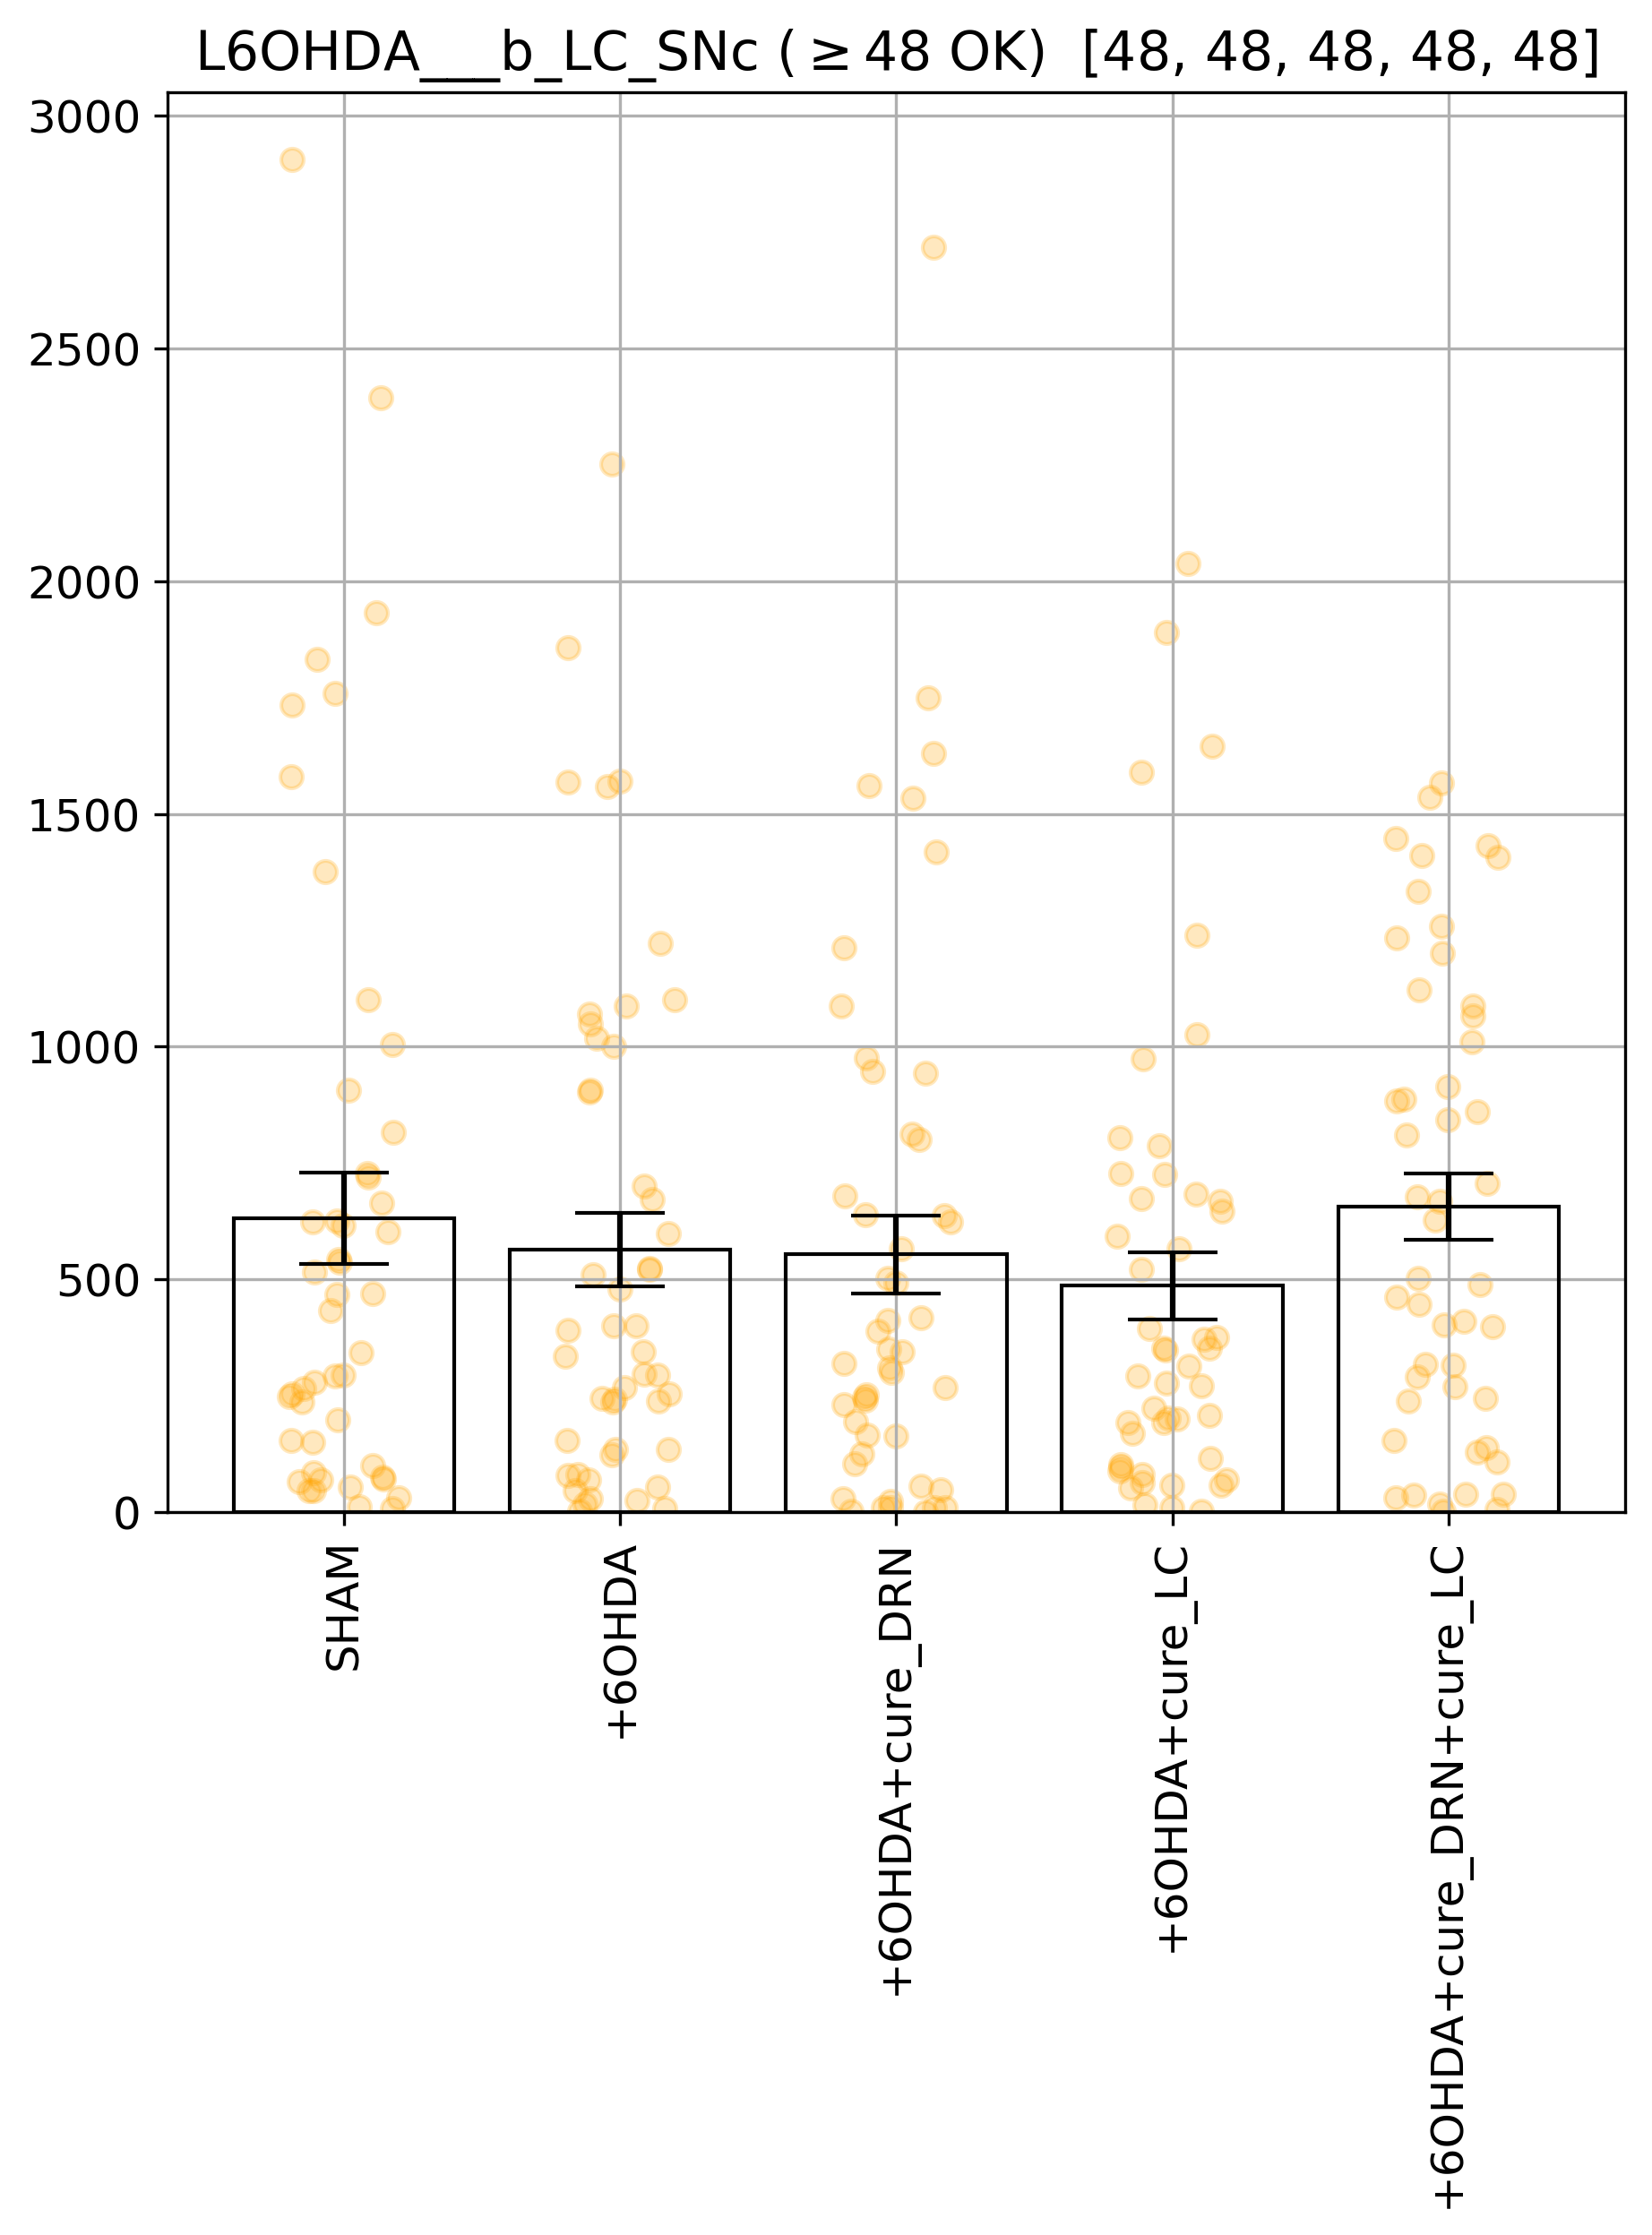 L6OHDA___b_LC_SNc (≥48 OK)  [48, 48, 48, 48, 48]
3000
2500
2000
1500
1000
500
0
SHAM
+6OHDA
+6OHDA+cure_DRN
+6OHDA+cure_LC
+6OHDA+cure_DRN+cure_LC